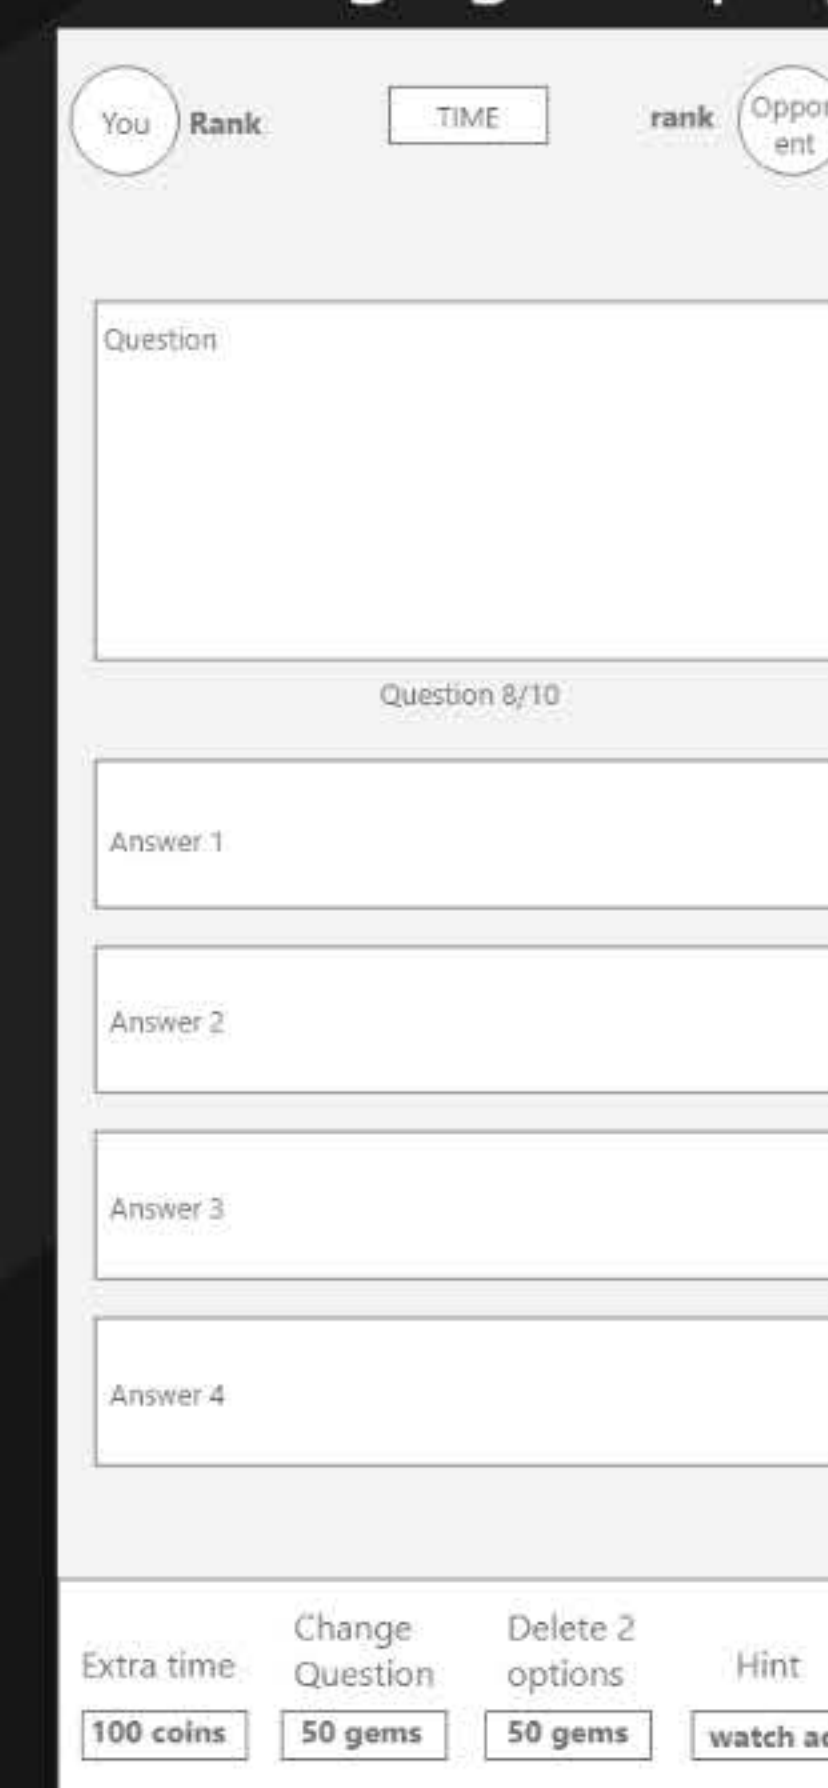 You
Rank
TIME
rank
Question
Question 8/10
Answer 1
Answer 2
Answer 3
Answer 4
Extra time
Change
Question
Delete 2
options
Hint
100 coins
50 gems
50 gems
watch